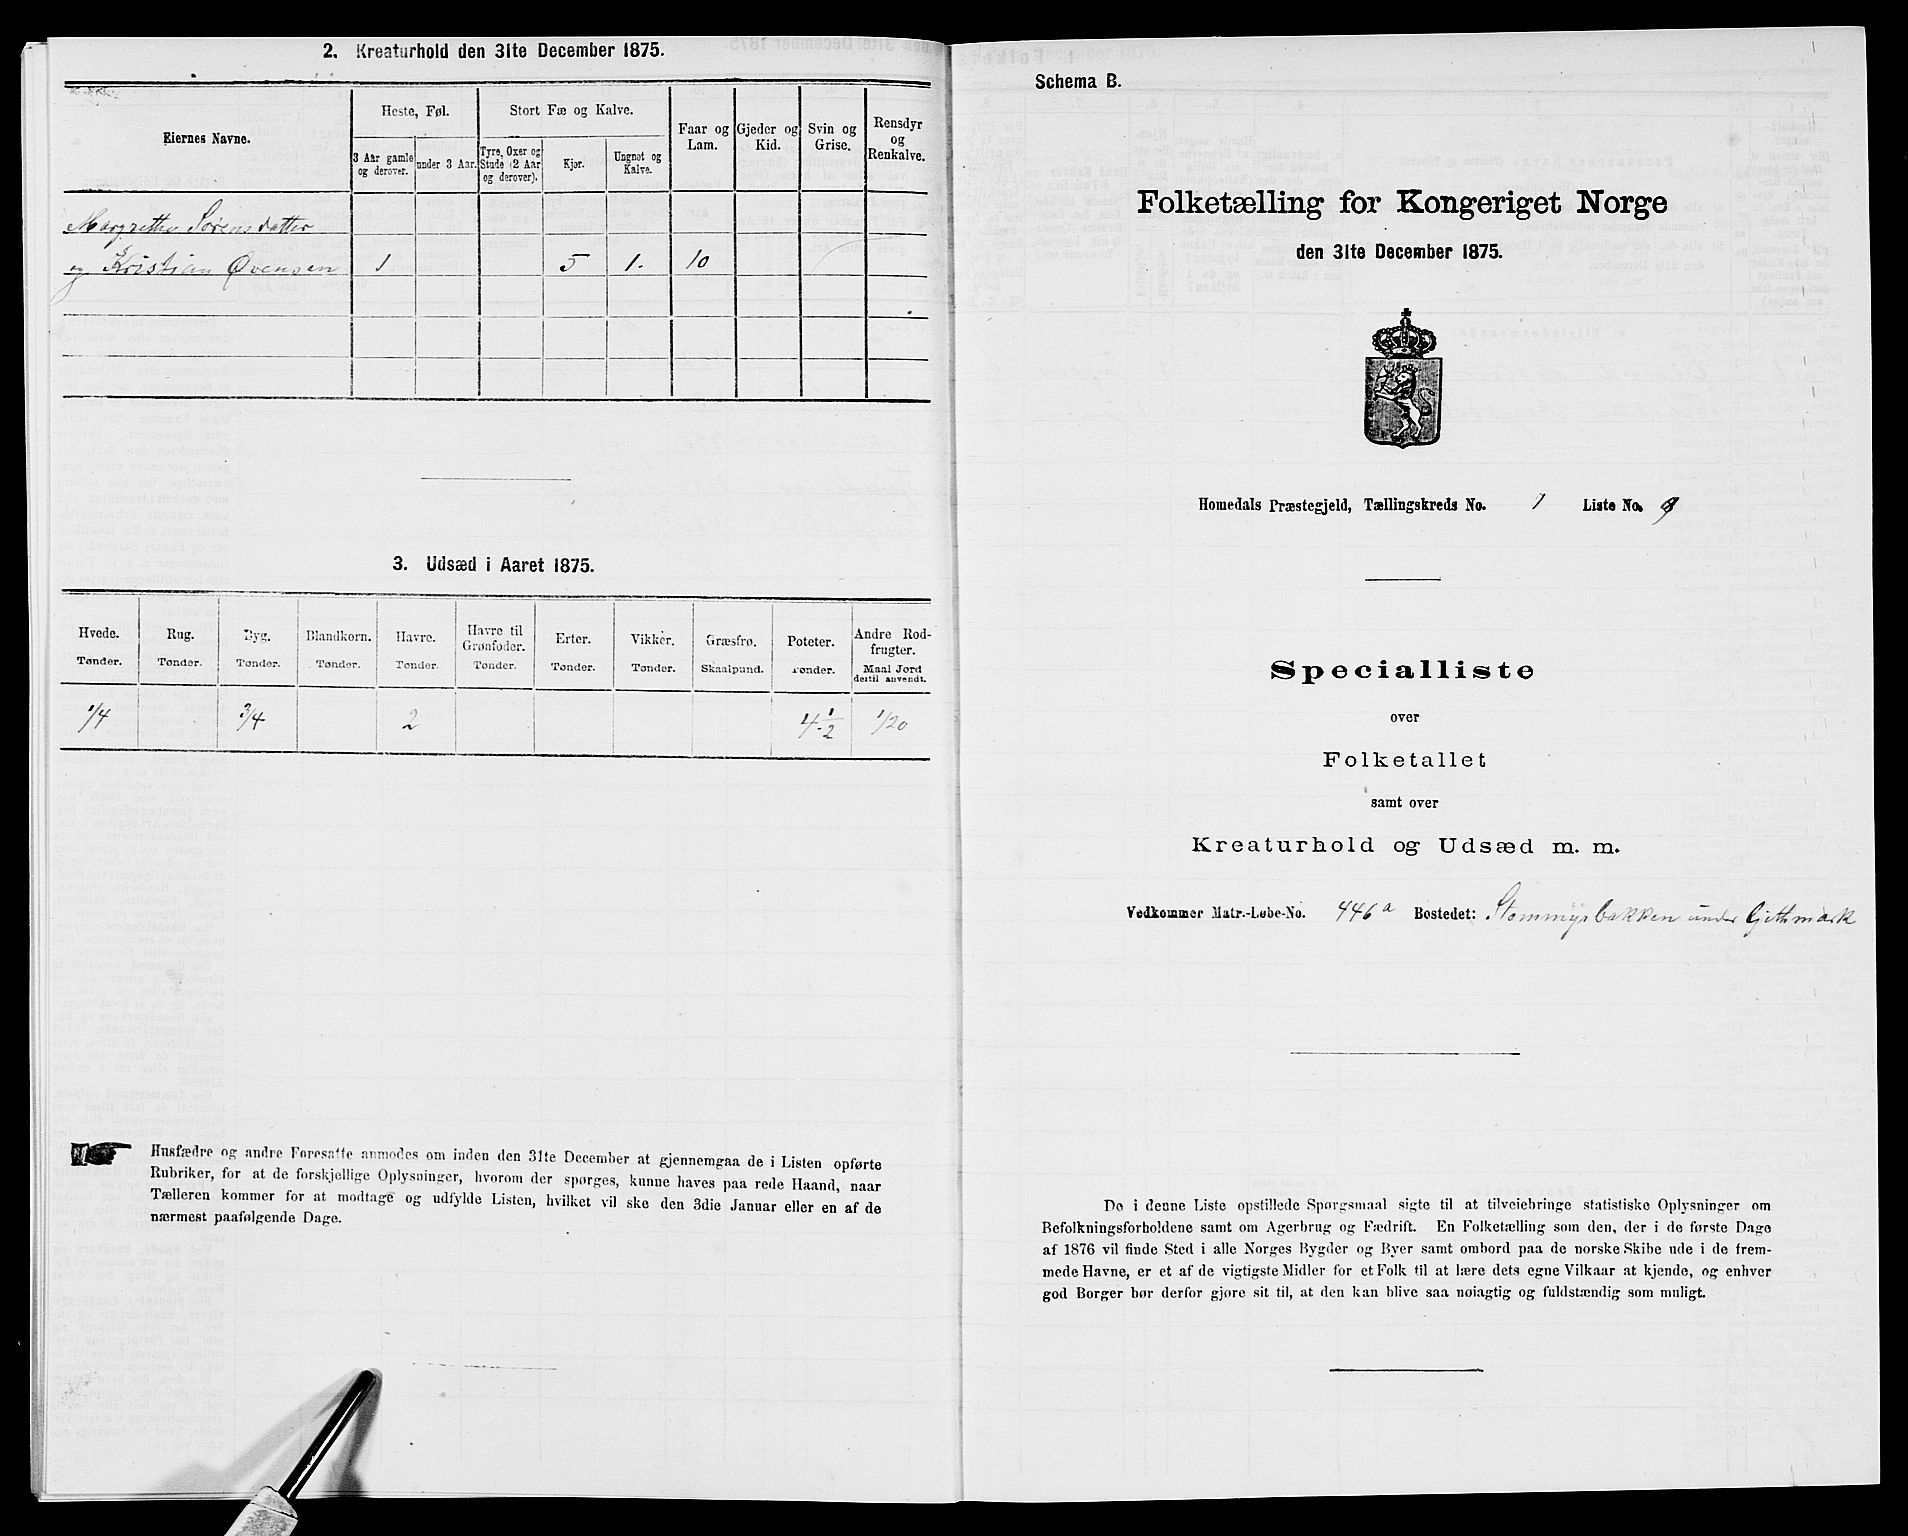 2. Kreaturhold den 31te December 1875.
Eiernes Navne.
Heste, Føl.
3 Aar gamle og derover.
under 3 Aar.
Stort Fæ og Kalve.
Tyre, Oxer og Stude (2 Aar og derover).
Kjør.
Ungnøt og Kalve.
Faar og Lam.
Gjeder og Kid.
Svin og Grise.
Rensdyr og Renkalve.
Margrethe Sørensdatter
og Kristian Øvensen 1 5 1. 10
3. Udsæd i Aaret 1875.
Hvede. Rug. Byg. Blandkorn. Havre. Havre til Grønfoder. Erter. Vikker. Græsfrø. Poteter. Andre Rodfrugter.
Tønder. Tønder. Tønder. Tønder. Tønder. Tønder. Tønder. Tønder. Skaalpund. Tønder. Maal Jord dertil anvendt.
1/4 3/4 2 4 1/2 1/20
Husfædre og andre Foresatte anmodes om inden den 31te December at gjennemgaa de i Listen opførte
Rubriker, for at de forskjellige Oplysninger, hvorom der spørges, kunne haves paa rede Haand, naar
Tælleren kommer for at modtage og udfylde Listen, hvilket vil ske den 3die Januar eller en af de
nærmest paafølgende Dage.
Schema B.
Folketælling for Kongeriget Norge
den 31te December 1875.
Homedals Præstegjeld, Tællingskreds No. 7 Liste No.
Specialliste
over
Folketallet
samt over
Kreaturhold og Udsæd m. m.
Vedkommer Matr.-Løbe-No. 446a Bostedet: Stommyrbakken under Gjethmark
De i denne Liste opstillede Spørgsmaal sigte til at tilveiebringe statistiske Oplysninger om
Befolkningsforholdene samt om Agerbrug og Fædrift. En Folketælling som den, der i de første Dage
af 1876 vil finde Sted i alle Norges Bygder og Byer samt ombord paa de norske Skibe ude i de frem-
mede Havne, er et af de vigtigste Midler for et Folk til at lære dets egne Vilkaar at kjende, og enhver
god Borger bør derfor gjøre sit til, at den kan blive saa nøiagtig og fuldstændig som muligt.